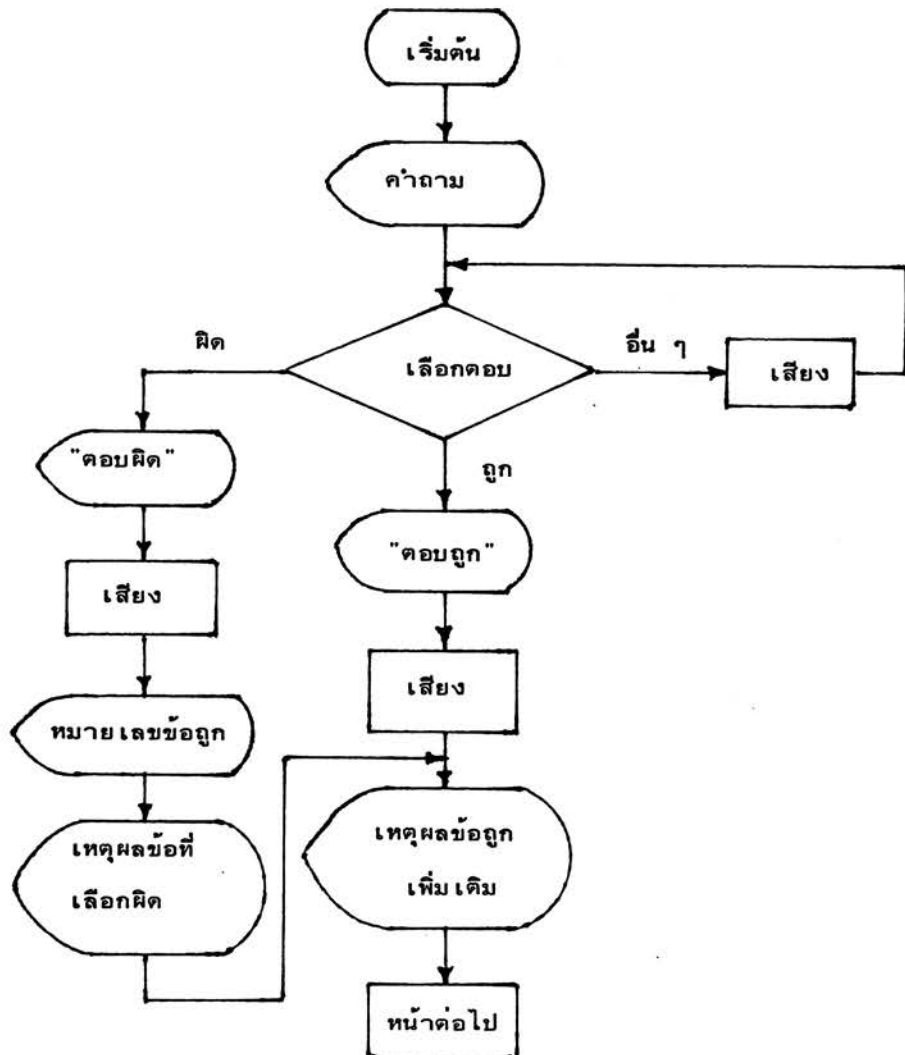 เริ่มต้น
คำถาม
ผิด
เลือกตอบ
อื่น ๆ
เสียง
"ตอบผิด"
ถูก
"ตอบถูก"
เสียง
เสียง
หมายเลขข้อถูก
เหตุผลข้อที่
เลือกผิด
เหตุผลข้อถูก
เพิ่มเติม
หน้าต่อไป